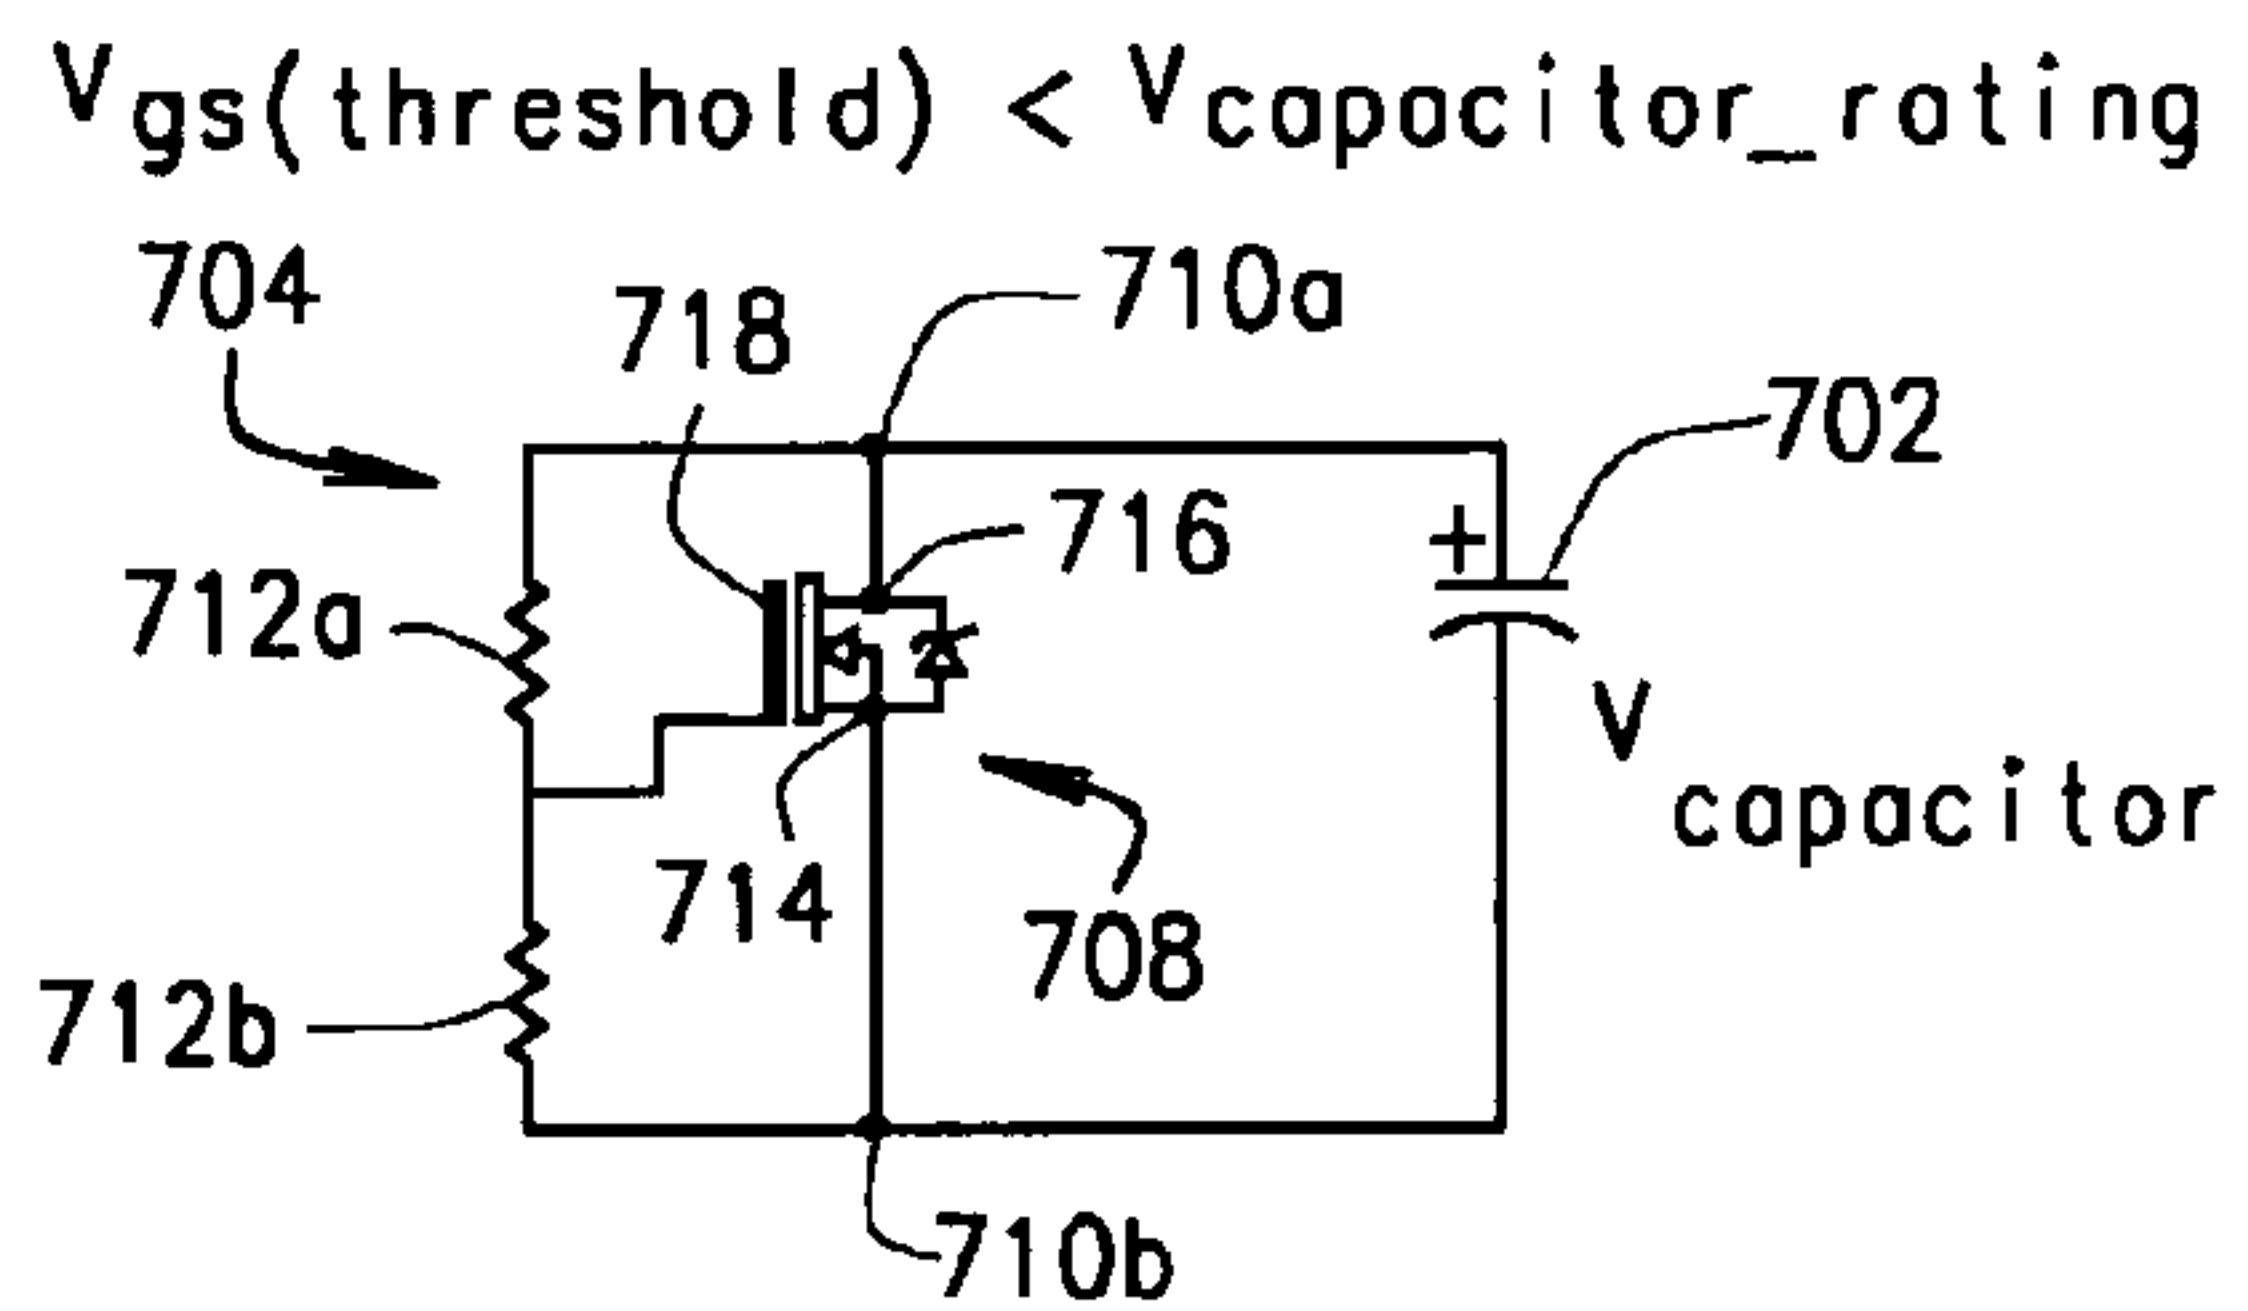 Vgs(threshold) < Vcapacitor_rating
704
718
710a
702
716
+
712a
V
capacitor
714
708
712b
710b